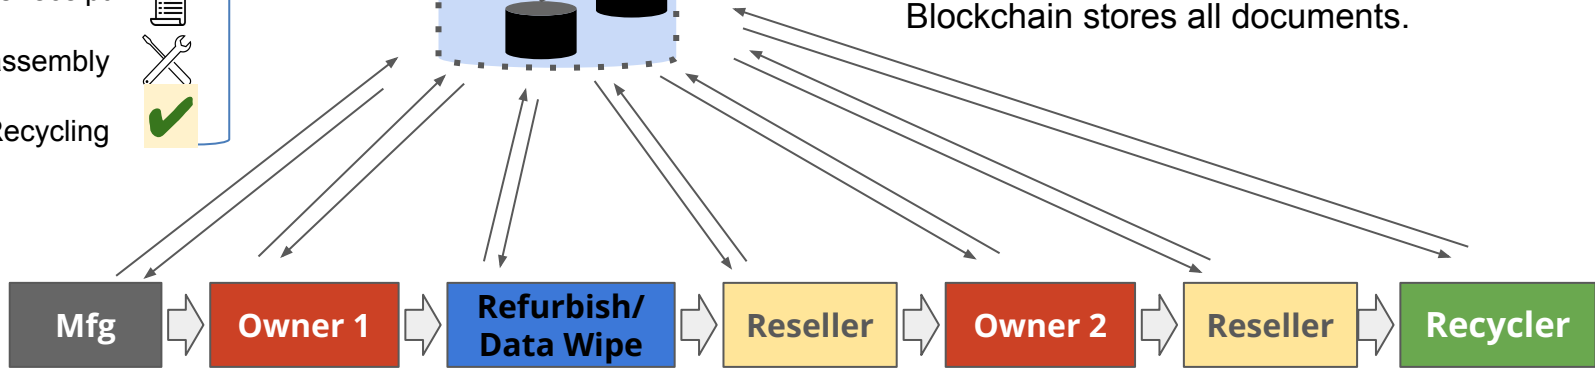 Blockchain stores all documents.
Recycling
Mfg
Owner 1
Refurbish/
Data Wipe
Reseller
Owner 2
Reseller
Recycler